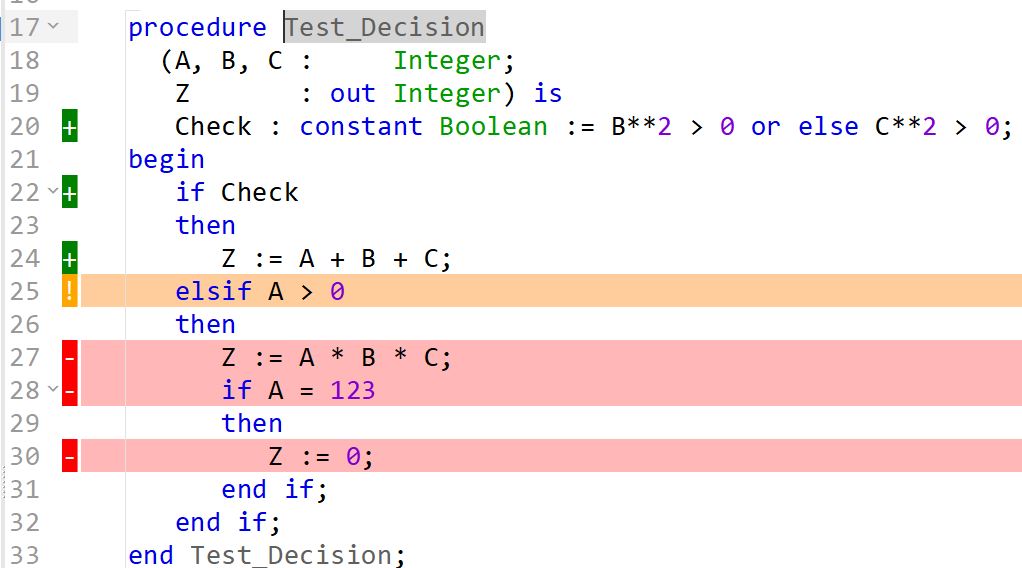 17 procedure Test_Decision
18 (A, B, C :     Integer;
19 Z       : out Integer) is
20 + Check : constant Boolean := B**2 > 0 or else C**2 > 0;
21 begin
22 + if Check
23 then
24 + Z := A + B + C;
25 ! elsif A > 0
26 then
27 - Z := A * B * C;
28 - if A = 123
29 then
30 - Z := 0;
31 end if;
32 end if;
33 end Test_Decision;